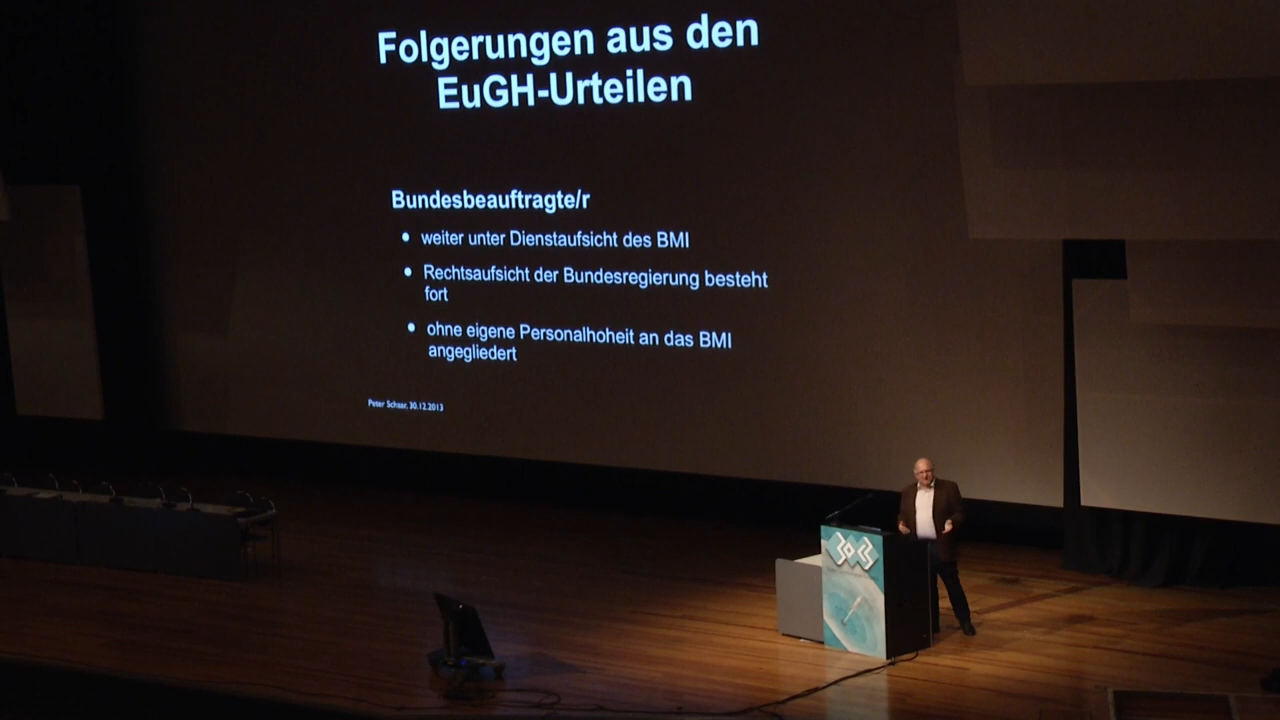 Folgerungen aus den
EuGH-Urteilen
Bundesbeauftragte/r
• weiter unter Dienstaufsicht des BMI
• Rechtsaufsicht der Bundesregierung besteht
fort
• ohne eigene Personalhoheit an das BMI
angegliedert
Peter Schaar, 30.12.2013
30C3